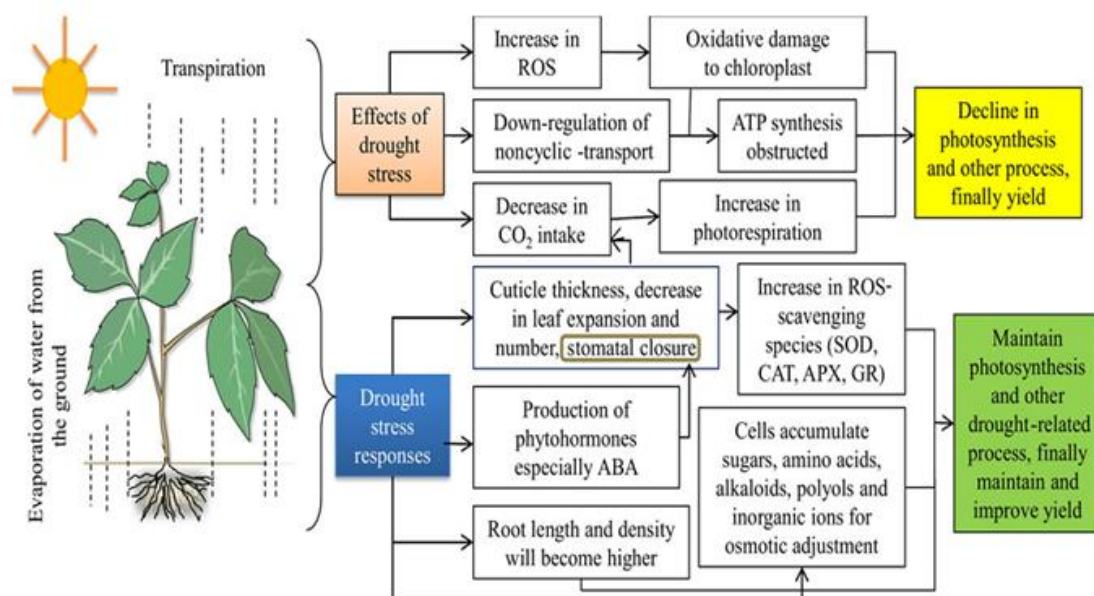 Transpiration
Evaporation of water from
the ground
Effects of
drought
stress
Increase in
ROS
Oxidative damage
to chloroplast
Down-regulation of
noncyclic -transport
ATP synthesis
obstructed
Decrease in
CO₂ intake
Increase in
photorespiration
Decline in
photosynthesis
and other process,
finally yield
Drought
stress
responses
Cuticle thickness, decrease
in leaf expansion and
number, stomatal closure
Increase in ROS-
scavenging
species (SOD,
CAT, APX, GR)
Production of
phytohormones
especially ABA
Cells accumulate
sugars, amino acids,
alkaloids, polyols and
inorganic ions for
osmotic adjustment
Root length and density
will become higher
Maintain
photosynthesis
and other
drought-related
process, finally
maintain and
improve yield